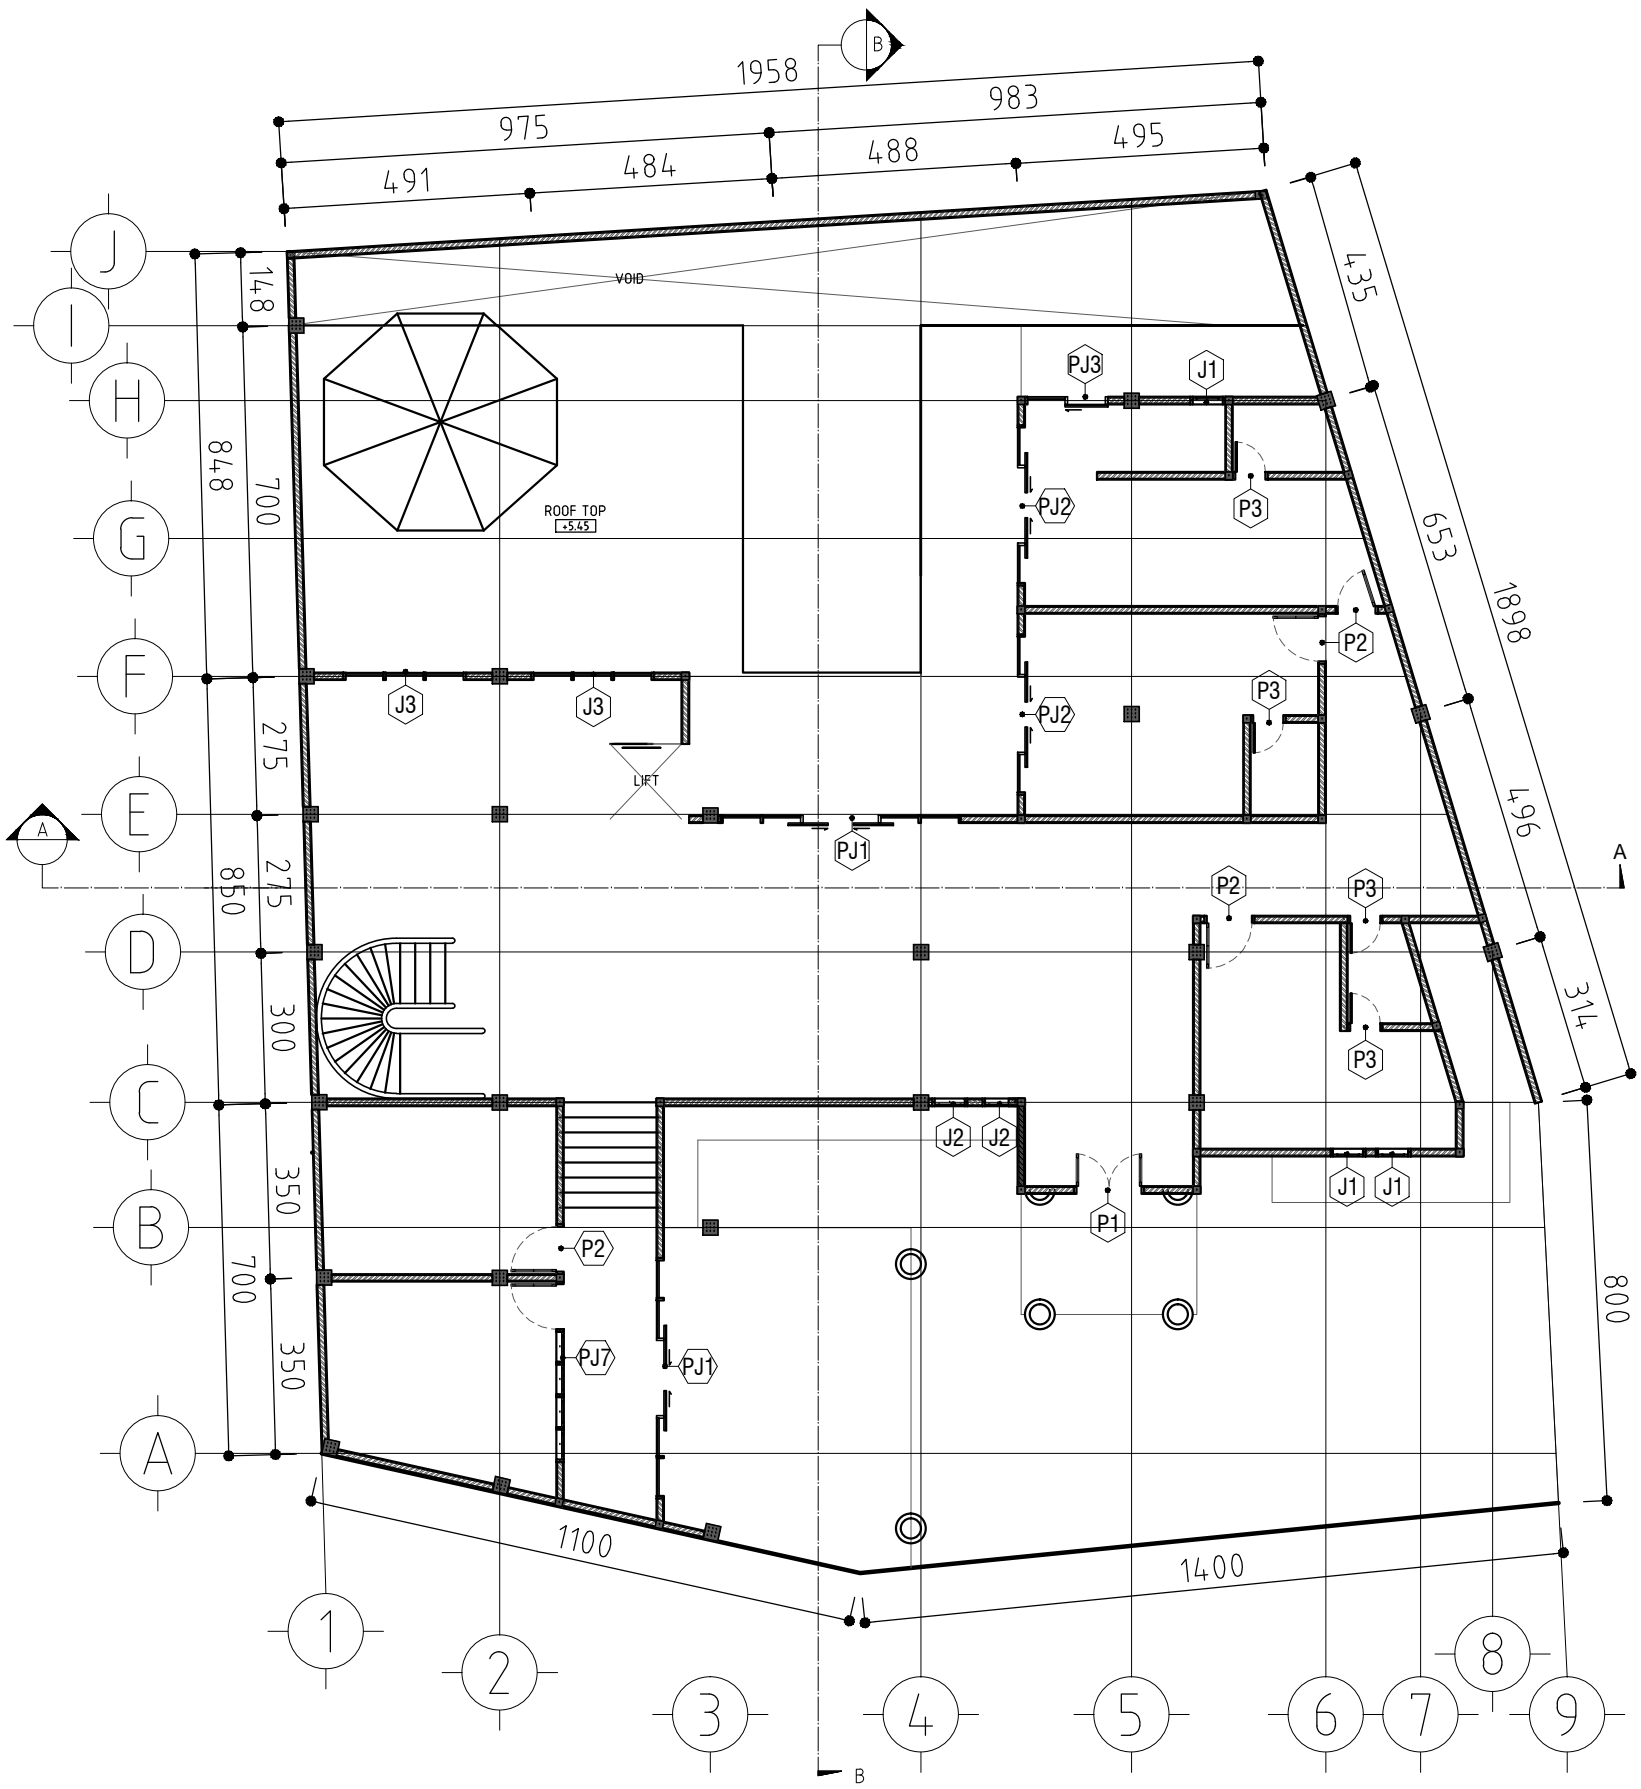 B
1958
983
975
495
488
484
491
J
148
VOID
435
I
PJ3
J1
H
848
700
ROOF TOP
+5.45
PJ2
P3
G
653
1898
P2
F
J3
J3
P3
PJ2
275
LIFT
E
496
A
PJ1
A
850
275
P2
P3
D
300
314
P3
C
J2
J2
350
J1
J1
B
P1
P2
700
800
350
PJ7
PJ1
A
1100
1400
1
2
8
3
4
5
6
7
9
B